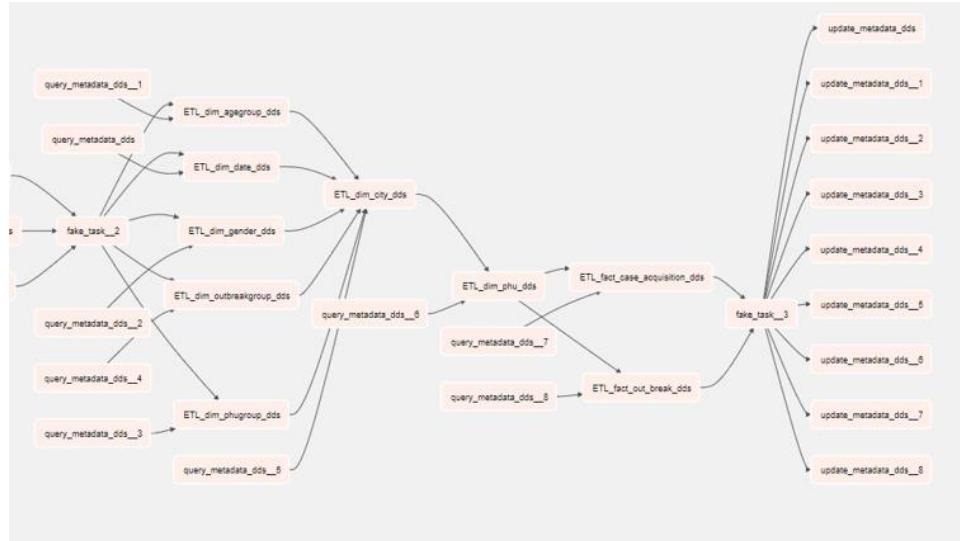 update_metadata_dds
query_metadata_dds__1
update_metadata_dds__1
ETL_dim_agegroup_dds
query_metadata_dds
update_metadata_dds__2
ETL_dim_date_dds
ETL_dim_city_dds
update_metadata_dds__3
s
fake_task__2
ETL_dim_gender_dds
update_metadata_dds__4
ETL_fact_case_acquisition_dds
ETL_dim_phu_dds
ETL_dim_outbreakgroup_dds
update_metadata_dds__5
query_metadata_dds__6
fake_task__3
query_metadata_dds__2
query_metadata_dds__7
update_metadata_dds__6
query_metadata_dds__4
ETL_fact_out_break_dds
query_metadata_dds__8
ETL_dim_phugroup_dds
update_metadata_dds__7
query_metadata_dds__3
query_metadata_dds__5
update_metadata_dds__8